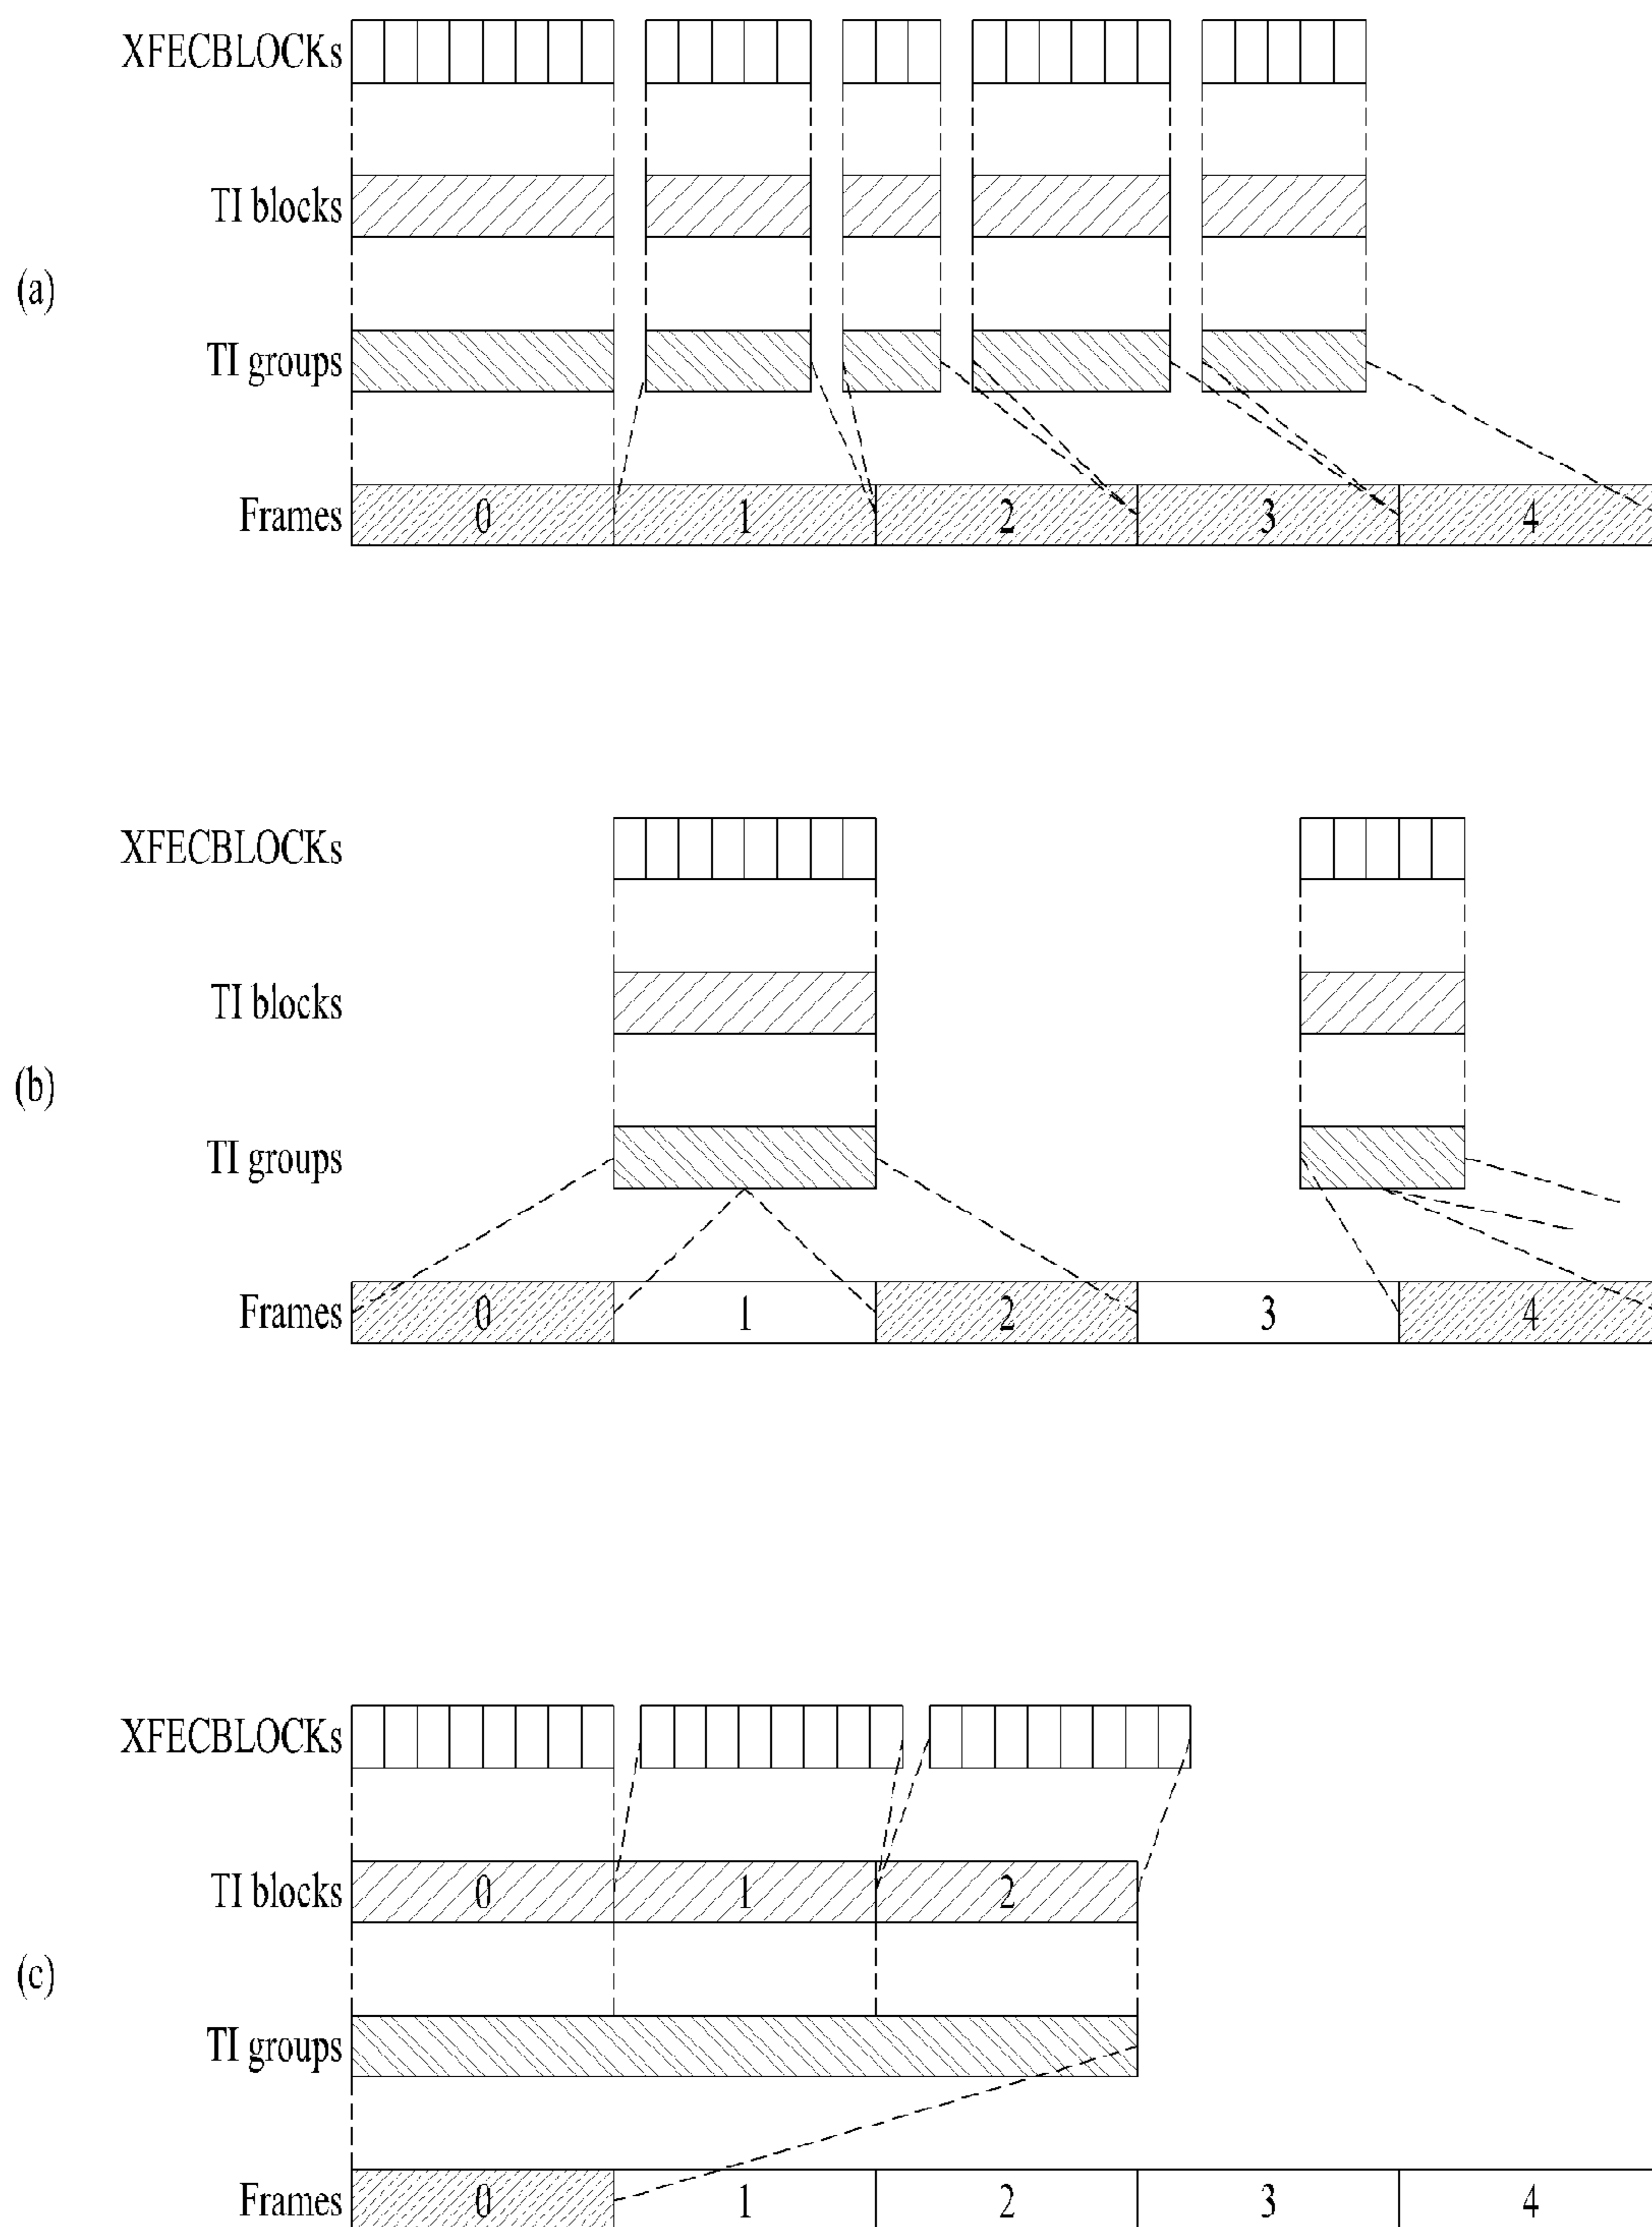 XFECBLOCKs
TI blocks
(a)
TI groups
Frames 0 1 2 3 4
XFECBLOCKs
TI blocks
(b)
TI groups
Frames 0 1 2 3 4
XFECBLOCKs
TI blocks 0 1 2
(c)
TI groups
Frames 0 1 2 3 4